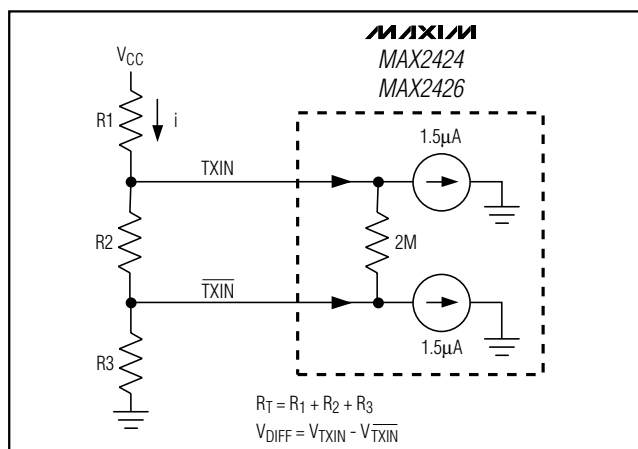 MAXIM
MAX2424
MAX2426
VCC
R1
i
1.5μA
TXIN
R2
2M
TXIN
1.5μA
R3
RT = R1 + R2 + R3
VDIFF = VTXIN - VTXIN